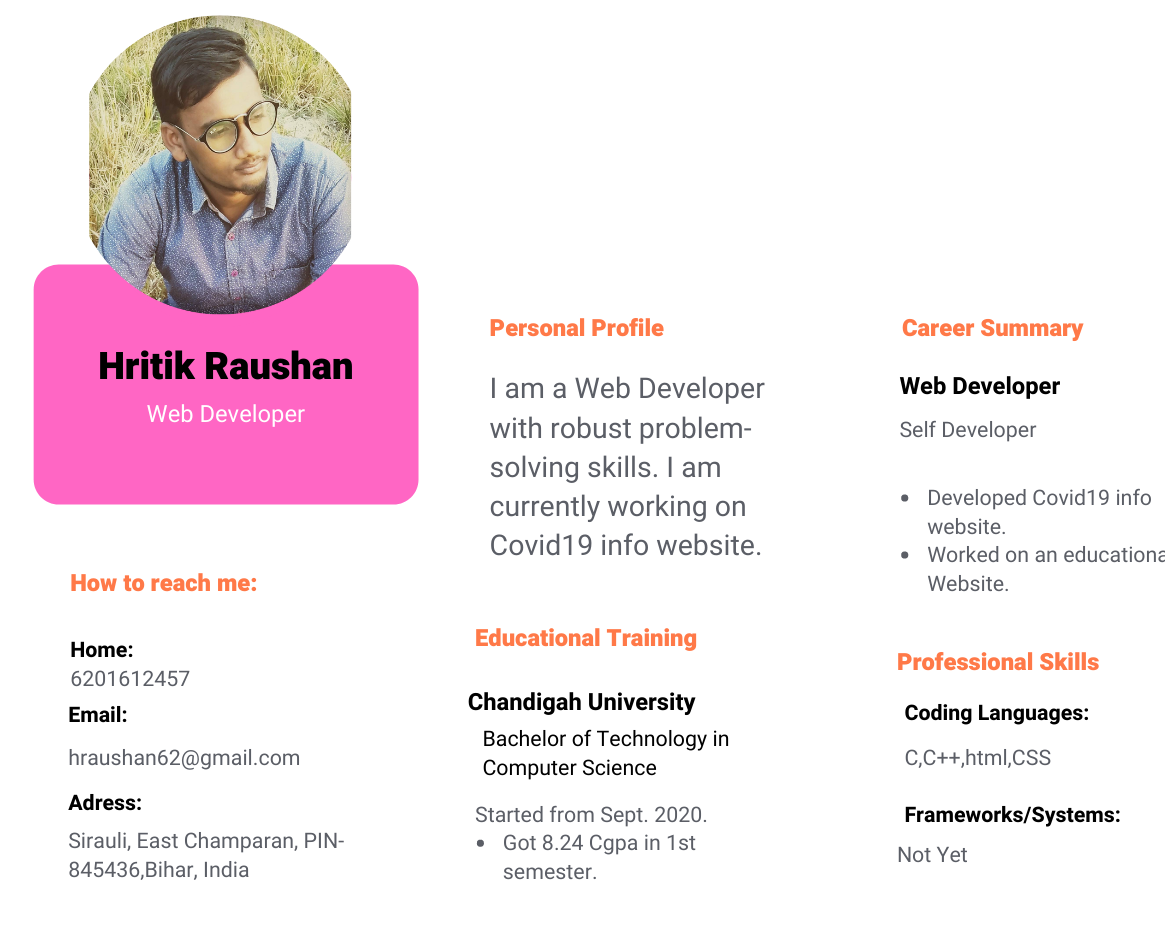 Hritik Raushan
Web Developer
How to reach me:
Home:
6201612457
Email:
hraushan62@gmail.com
Adress:
Sirauli, East Champaran, PIN-
845436,Bihar, India
Personal Profile
I am a Web Developer
with robust problem-
solving skills. I am
currently working on
Covid19 info website.
Educational Training
Chandigah University
Bachelor of Technology in
Computer Science
Started from Sept. 2020.
• Got 8.24 Cgpa in 1st
semester.
Career Summary
Web Developer
Self Developer
• Developed Covid19 info
website.
• Worked on an educationa
Website.
Professional Skills
Coding Languages:
C,C++,html,CSS
Frameworks/Systems:
Not Yet